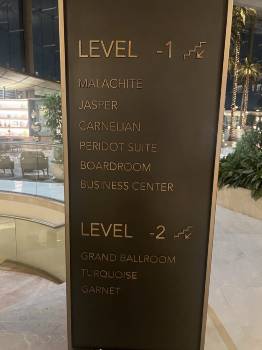 LEVEL -1
MALACHITE
JASPER
CARNELIAN
PERIDOT SUITE
BOARDROOM
BUSINESS CENTER
LEVEL -2
GRAND BALLROOM
TURQUOISE
GARNET